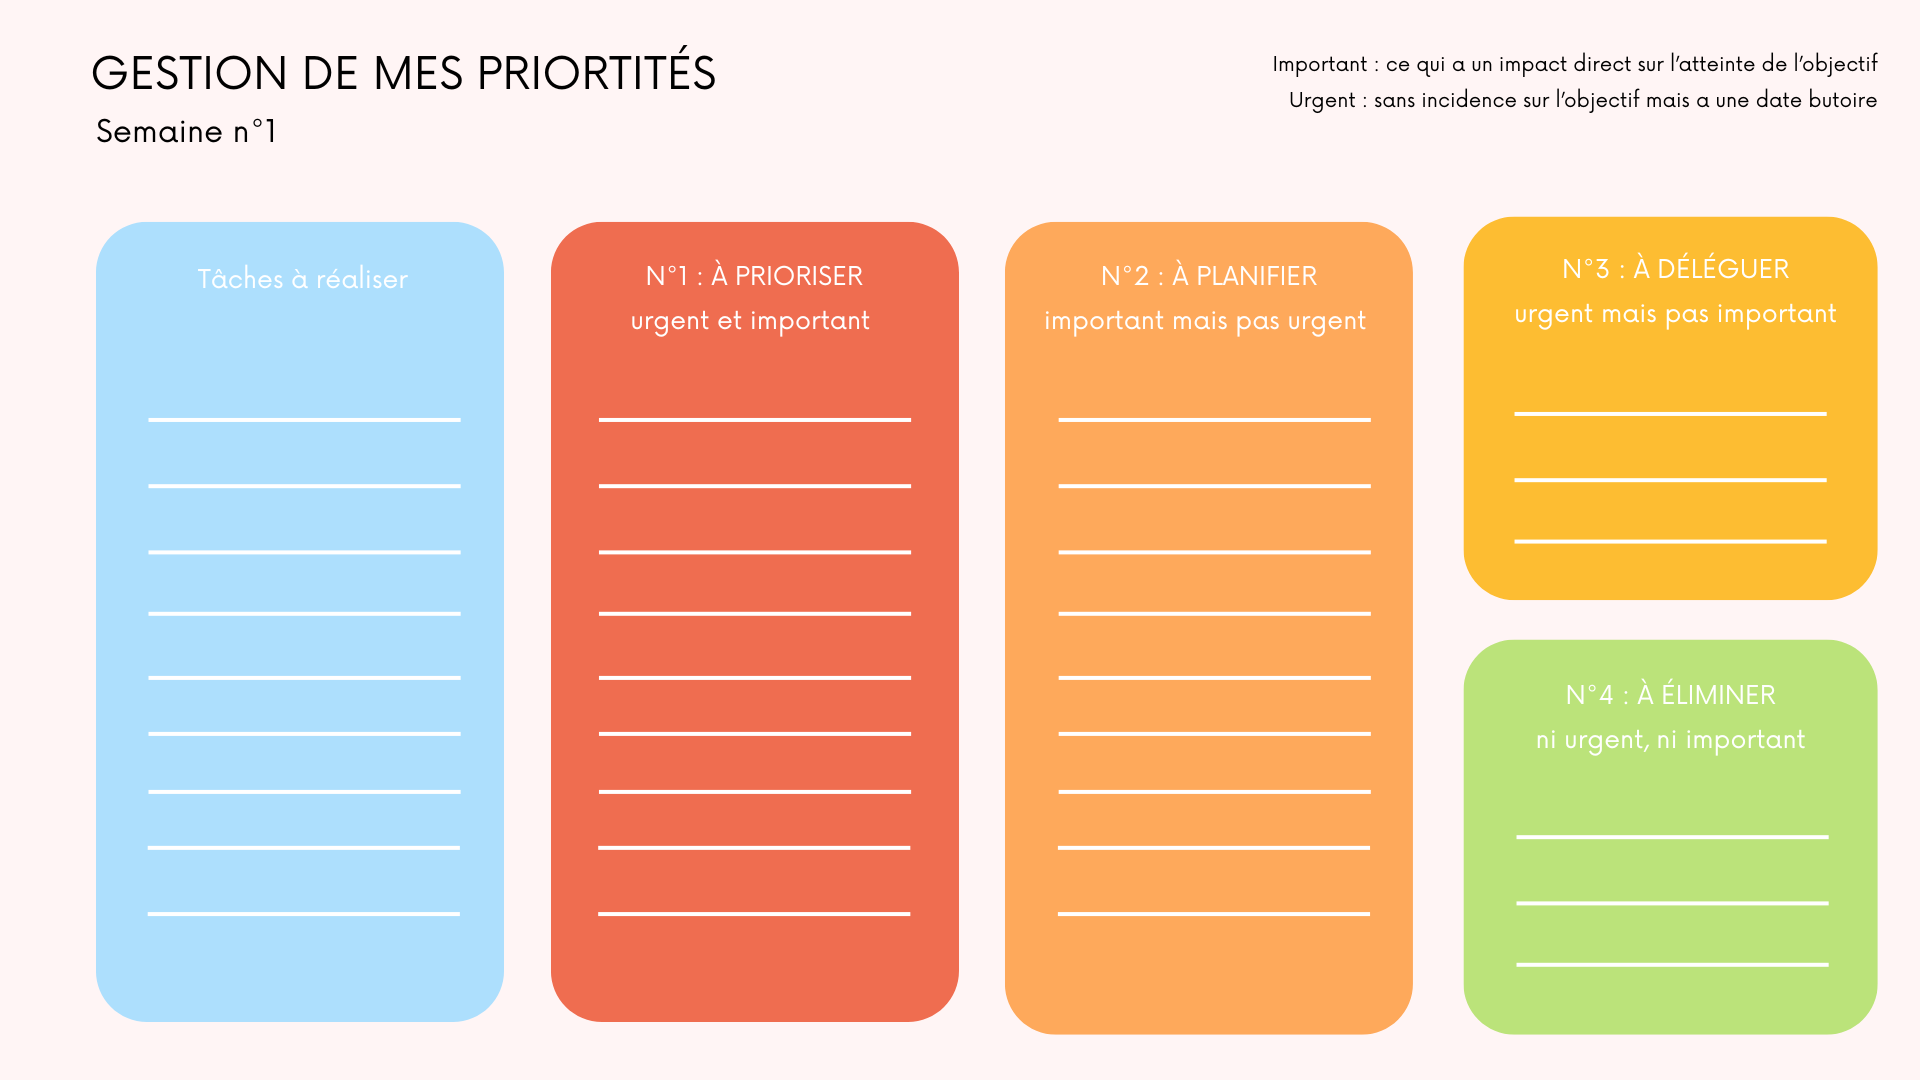 GESTION DE MES PRIORTITÉS
Semaine n°1
Important : ce qui a un impact direct sur l'atteinte de l'objectif
Urgent : sans incidence sur l'objectif mais a une date butoire
Tâches à réaliser
N°1 : À PRIORISER
urgent et important
N°2 : À PLANIFIER
important mais pas urgent
N°3 : À DÉLÉGUER
urgent mais pas important
N°4 : À ÉLIMINER
ni urgent, ni important